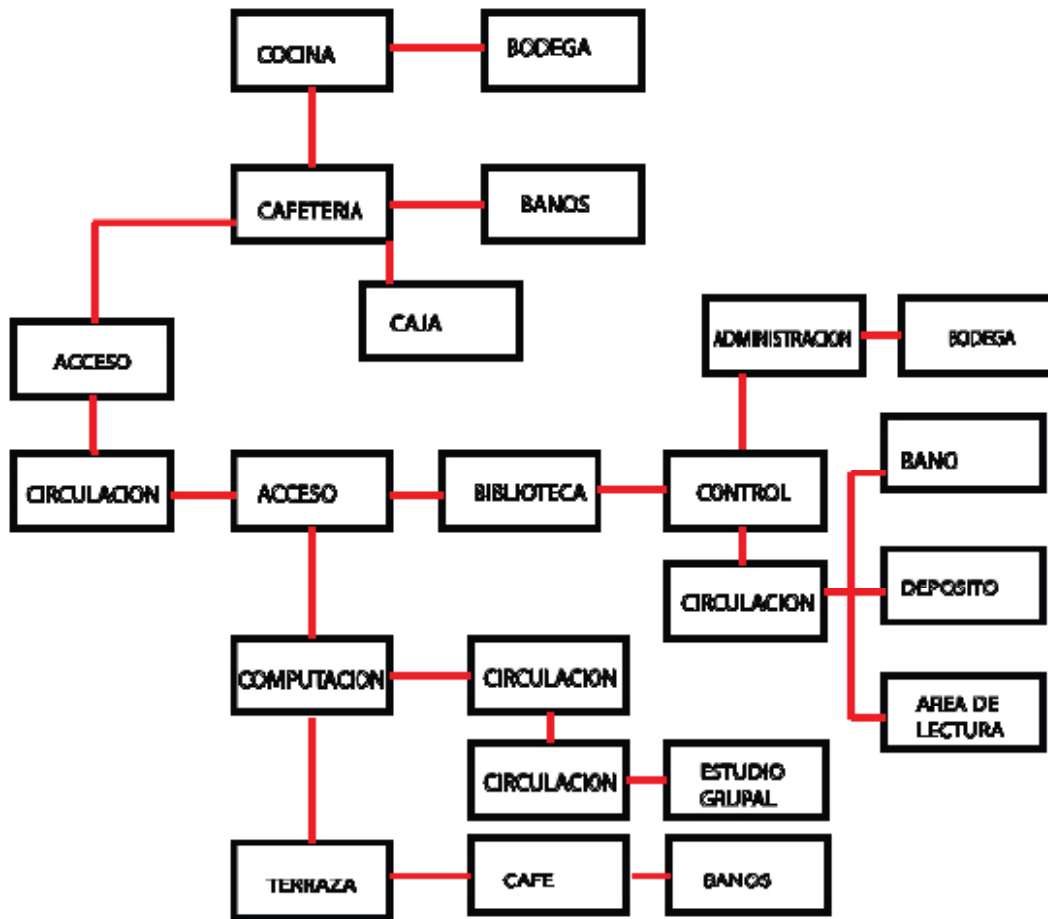 COCINA
BODEGA
CAFETERIA
BANOS
CAJA
ADMINISTRACION
BODEGA
ACCESO
BANO
CIRCULACION
ACCESO
BIBLIOTECA
CONTROL
DEPOSITO
CIRCULACION
COMPUTACION
CIRCULACION
AREA DE
LECTURA
CIRCULACION
ESTUDIO
GRUPAL
TERRAZA
CAFE
BANOS